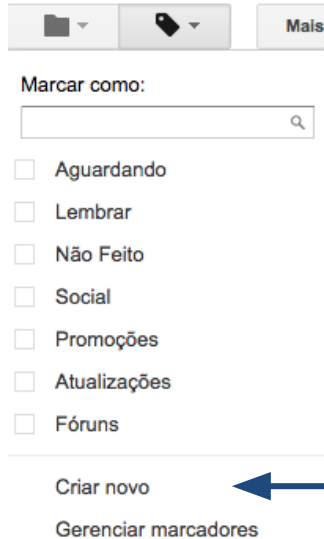 Mais
Marcar como:
Aguardando
Lembrar
Não Feito
Social
Promoções
Atualizações
Fóruns
Criar novo
Gerenciar marcadores